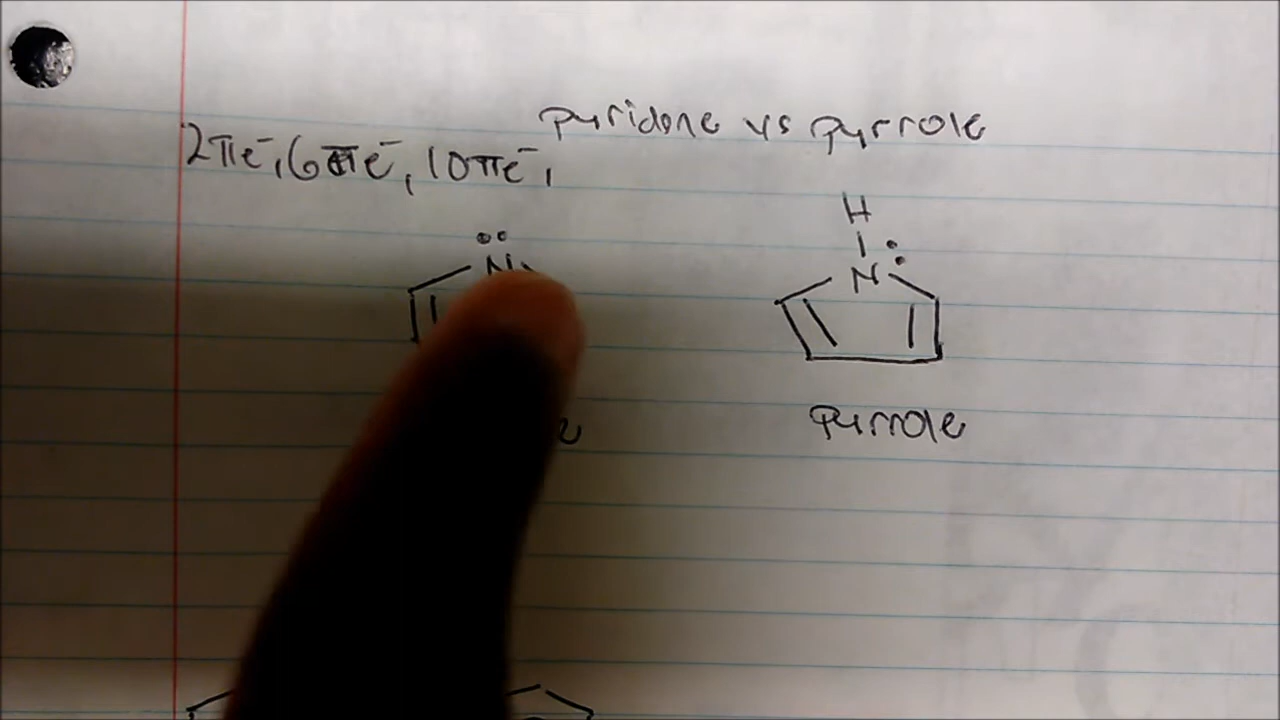 pyridine vs pyrrole
2πe⁻, 6πe⁻, 10πe⁻,
H
N
N
pyrrole